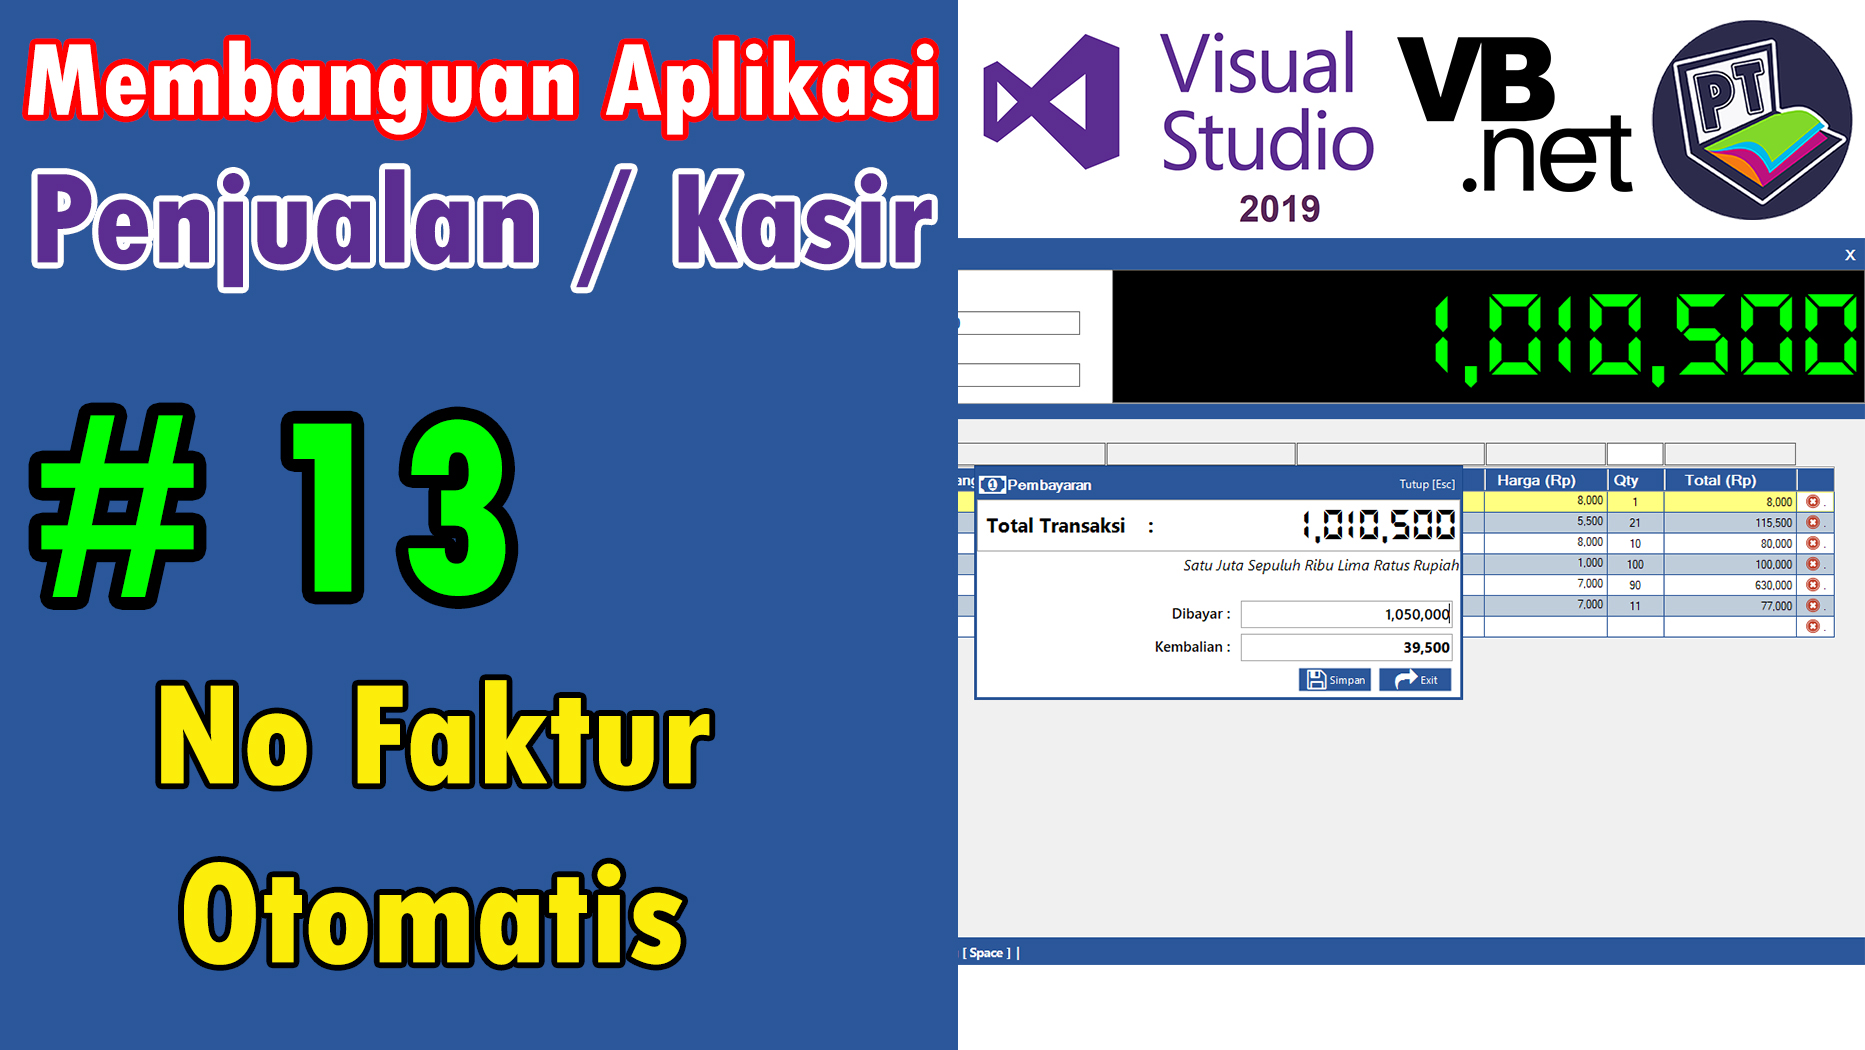 Membanguan Aplikasi
Penjualan / Kasir
# 13
No Faktur
Otomatis
Visual
Studio
2019
VB
.net
PT
X
1,010,500
Harga (Rp) Qty Total (Rp)
8,000 1 8,000
5,500 21 115,500
8,000 10 80,000
1,000 100 100,000
7,000 90 630,000
7,000 11 77,000
Pembayaran Tutup [Esc]
Total Transaksi : 1,010,500
Satu Juta Sepuluh Ribu Lima Ratus Rupiah
Dibayar : 1,050,000
Kembalian : 39,500
Simpan Exit
[ Space ] |